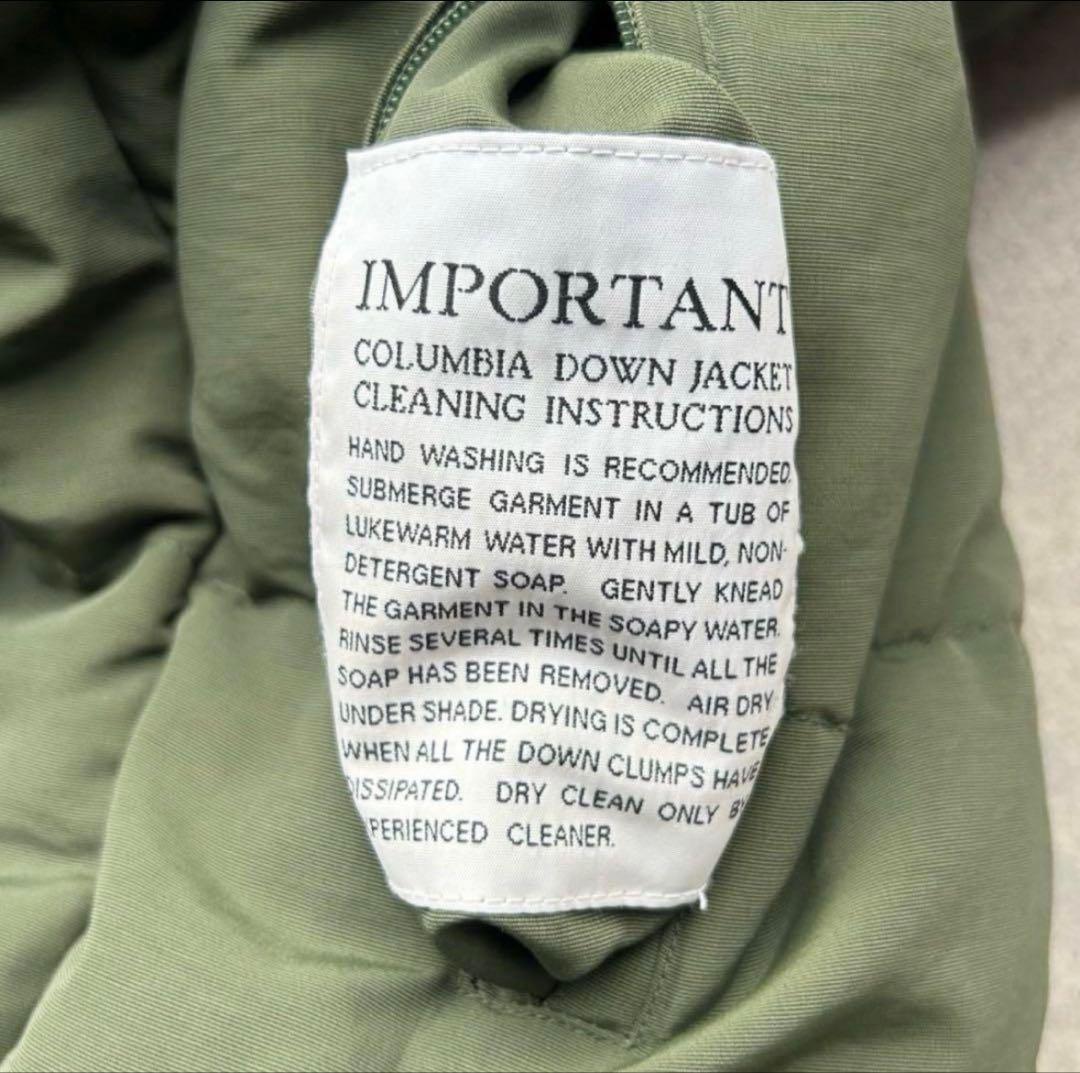 IMPORTANT
COLUMBIA DOWN JACKET
CLEANING INSTRUCTIONS
HAND WASHING IS RECOMMENDED.
SUBMERGE GARMENT IN A TUB OF
LUKEWARM WATER WITH MILD, NON-
DETERGENT SOAP. GENTLY KNEAD
THE GARMENT IN THE SOAPY WATER.
RINSE SEVERAL TIMES UNTIL ALL THE
SOAP HAS BEEN REMOVED. AIR DRY
UNDER SHADE. DRYING IS COMPLETE
WHEN ALL THE DOWN CLUMPS HAVE
DISSIPATED. DRY CLEAN ONLY BY
PERIENCED CLEANER.